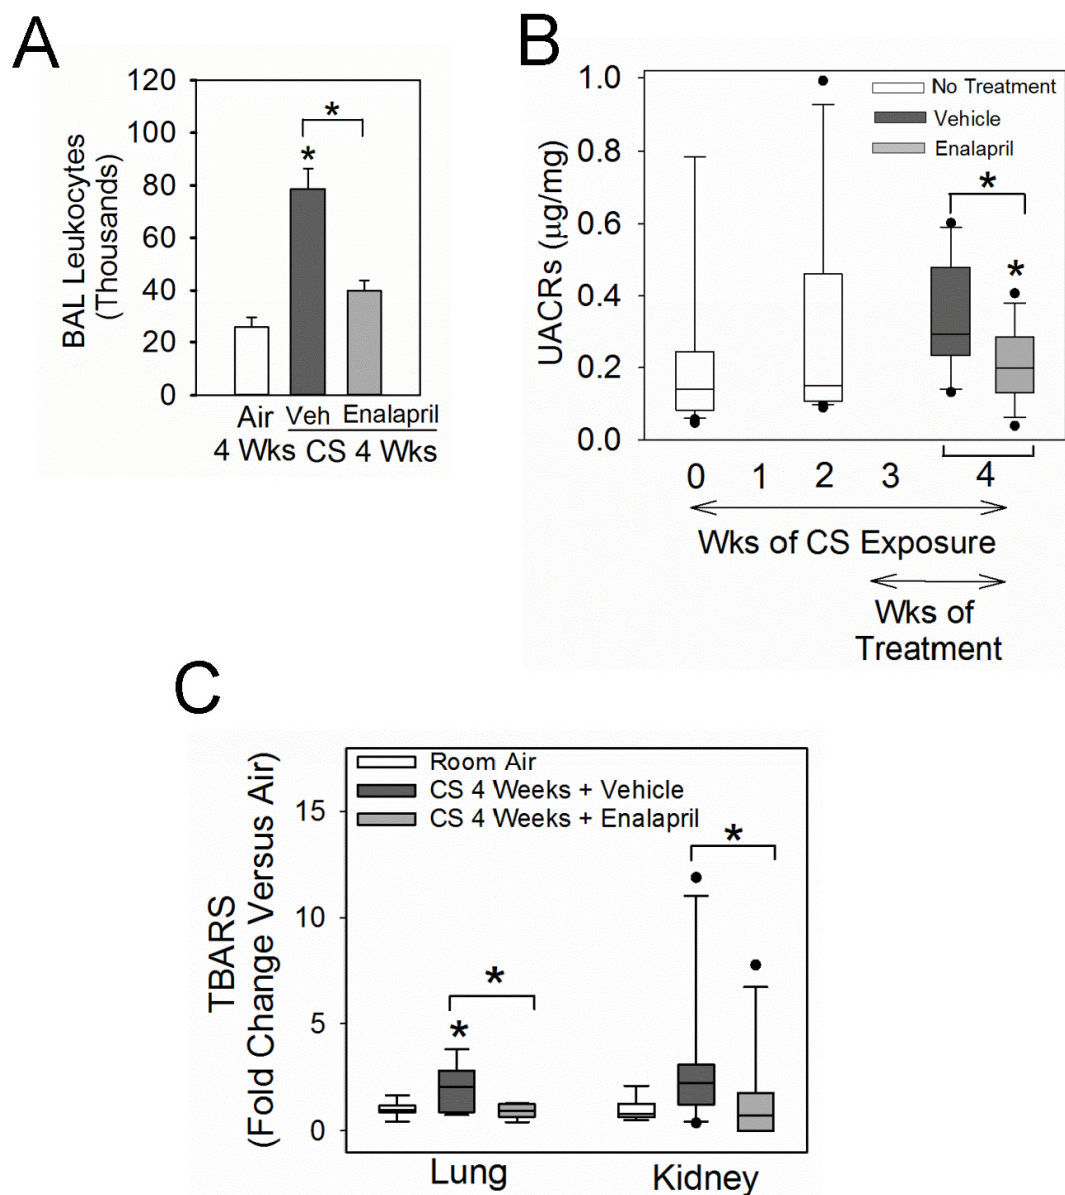 A
120
100
80
60
40
20
0
BAL Leukocytes
(Thousands)
*
*
Air Veh Enalapril
4 Wks CS 4 Wks
B
1.0
0.8
0.6
0.4
0.2
0.0
UACRs (µg/mg)
No Treatment
Vehicle
Enalapril
*
*
0 1 2 3 4
Wks of CS Exposure
Wks of
Treatment
C
15
10
5
0
TBARS
(Fold Change Versus Air)
Room Air
CS 4 Weeks + Vehicle
CS 4 Weeks + Enalapril
*
*
*
Lung Kidney